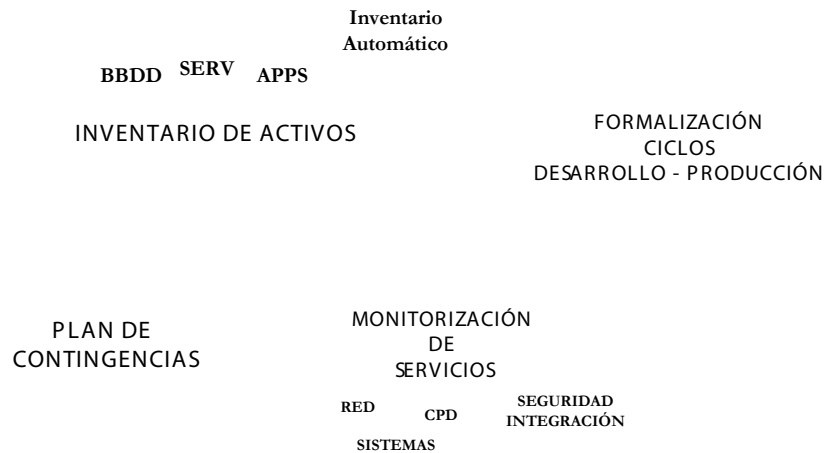 Inventario
Automático
BBDD SERV APPS
INVENTARIO DE ACTIVOS
FORMALIZACIÓN
CICLOS
DESARROLLO - PRODUCCIÓN
PLAN DE
CONTINGENCIAS
MONITORIZACIÓN
DE
SERVICIOS
RED
CPD
SEGURIDAD
INTEGRACIÓN
SISTEMAS